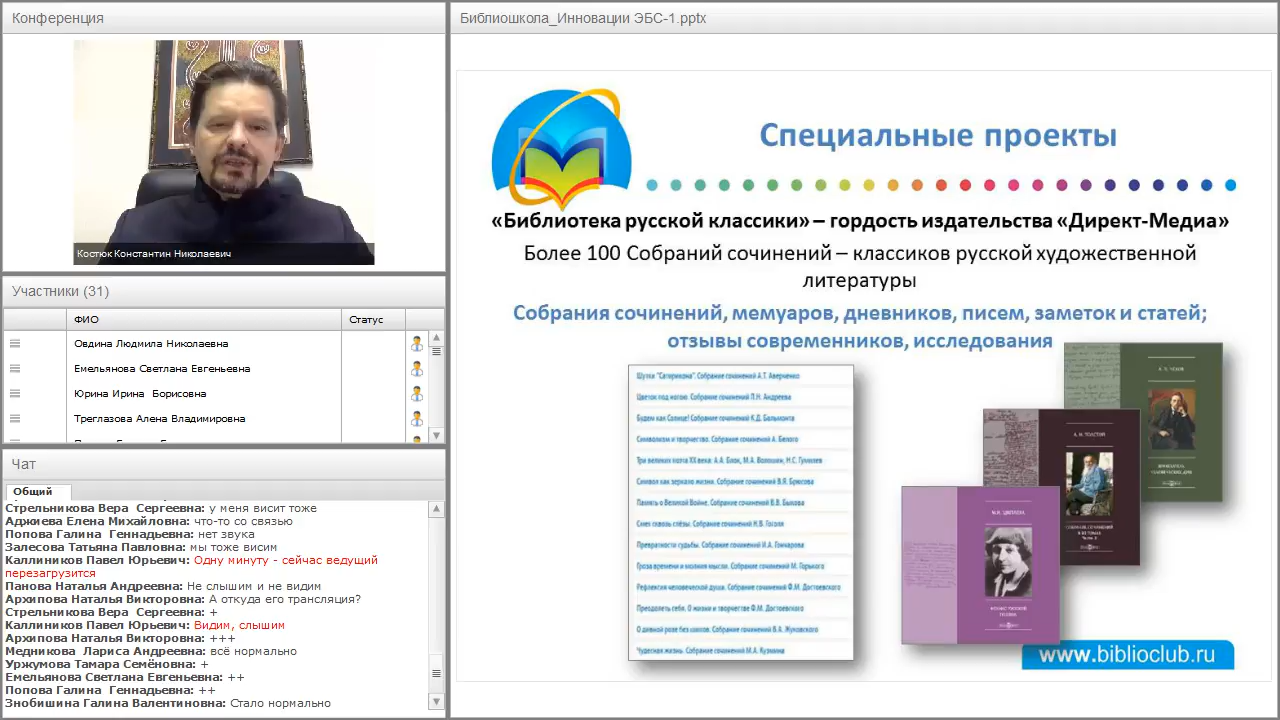 Конференция
Костюк Константин Николаевич
Участники (31)
ФИО
Статус
Овдина Людмила Николаевна
Емельянова Светлана Евгеньевна
Юрина Ирина Борисовна
Толглазова Алена Владимировна
Чат
Общий
Стрельникова Вера Сергеевна: у меня висит тоже
Аджиева Елена Михайловна: что-то со связью
Попова Галина Геннадьевна: нет звука
Залесова Татьяна Павловна: мы тоже висим
Каллиников Павел Юрьевич: Одну минуту - сейчас ведущий
перезагрузится
Пахомова Наталья Андреевна: Не слышим и не видим
Архипова Наталья Викторовна: А откуда его трансляция?
Стрельникова Вера Сергеевна: +
Каллиников Павел Юрьевич: Видим, слышим
Архипова Наталья Викторовна: +++
Медникова Лариса Андреевна: всё нормально
Устинова Тамара Семёновна: +
Емельянова Светлана Евгеньевна: ++
Попова Галина Геннадьевна: ++
Знобишина Галина Валентиновна: Стало нормально
Библиошкола_Инновации ЭБС-1.pptx
Специальные проекты
«Библиотека русской классики» – гордость издательства «Директ-Медиа»
Более 100 Собраний сочинений – классиков русской художественной
литературы
Собрания сочинений, мемуаров, дневников, писем, заметок и статей;
отзывы современников, исследования
Шутки "Сатирикона". Собрание сочинений А.Т. Аверченко
Цветок под ногою. Собрание сочинений Л.Н. Андреева
Будем как Солнце! Собрание сочинений К.Д. Бальмонта
Символизм и творчество. Собрание сочинений А. Белого
Три великих поэта XX века: А.А. Блок, М.А. Волошин, Н.С. Гумилев
Символ как зеркало жизни. Собрание сочинений В.Я. Брюсова
Память о Великой Войне. Собрание сочинений В.В. Быкова
Смех сквозь слёзы. Собрание сочинений Н.В. Гоголя
Превратности судьбы. Собрание сочинений И.А. Гончарова
Гроза времени и молния мысли. Собрание сочинений М. Горького
Рефлексия человеческой души. Собрание сочинений Ф.М. Достоевского
Преодолеть себя. О жизни и творчестве Ф.М. Достоевского
О дивной розе без шипов. Собрание сочинений В.А. Жуковского
Чудесная жизнь. Собрание сочинений М.А. Кузмина
А. П. ЧЕХОВ
Л. Н. ТОЛСТОЙ
СОБРАНИЕ СОЧИНЕНИЙ
М.И. ЦВЕТАЕВА
www.biblioclub.ru